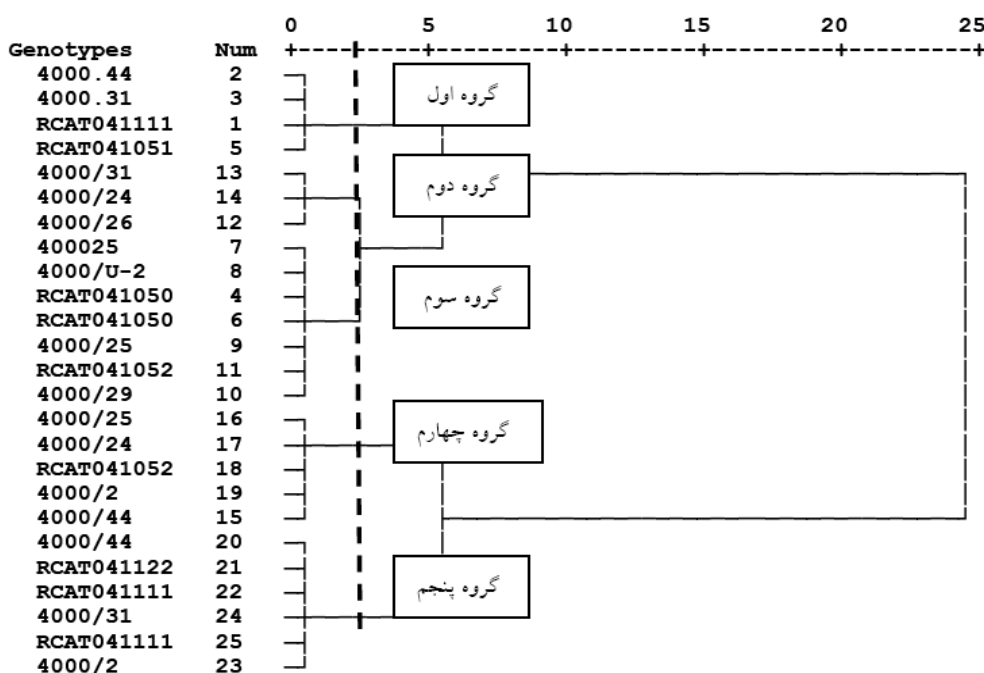 0 5 10 15 20 25
Genotypes Num +---------+---------+---------+---------+---------+
4000.44 2
4000.31 3
گروه اول
RCAT041111 1
RCAT041051 5
4000/31 13
گروه دوم
4000/24 14
4000/26 12
400025 7
4000/U-2 8
RCAT041050 4
گروه سوم
RCAT041050 6
4000/25 9
RCAT041052 11
4000/29 10
4000/25 16
گروه چهارم
4000/24 17
RCAT041052 18
4000/2 19
4000/44 15
4000/44 20
RCAT041122 21
گروه پنجم
RCAT041111 22
4000/31 24
RCAT041111 25
4000/2 23